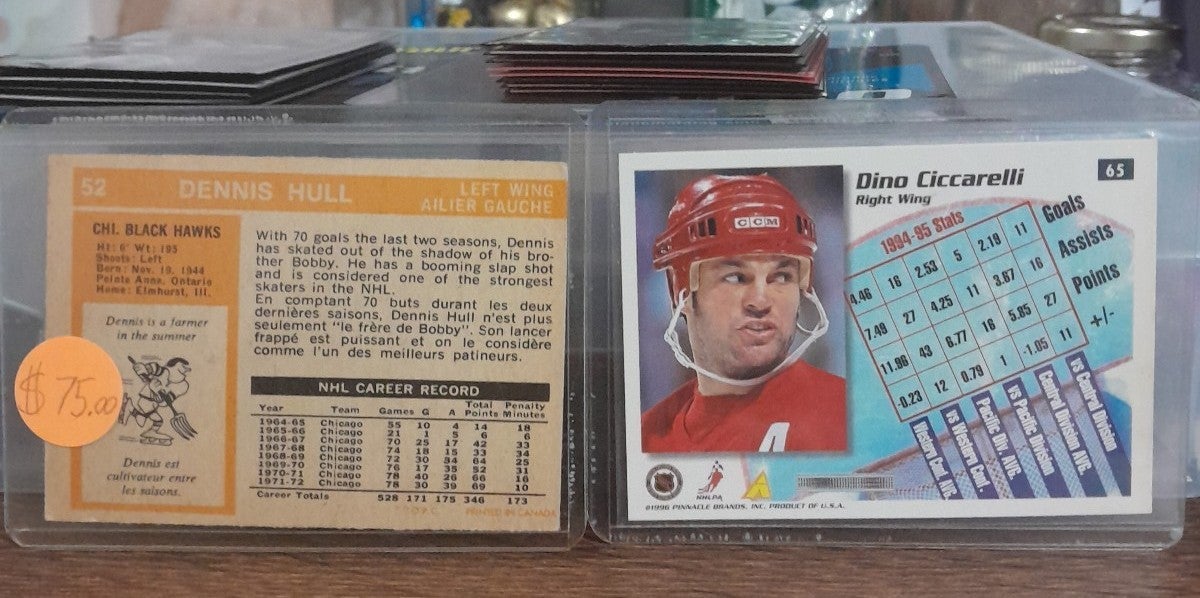 52 DENNIS HULL LEFT WING
AILIER GAUCHE
CHI. BLACK HAWKS
Ht: 6' Wt: 195
Shoots: Left
Born: Nov. 19, 1944
Pointe Anne, Ontario
Home: Elmhurst, Ill.
Dennis is a farmer
in the summer
Dennis est
cultivateur entre
les saisons.
$75.00
With 70 goals the last two seasons, Dennis
has skated out of the shadow of his bro-
ther Bobby. He has a booming slap shot
and is considered one of the strongest
skaters in the NHL.
En comptant 70 buts durant les deux
dernières saisons, Dennis Hull n'est plus
seulement "le frère de Bobby". Son lancer
frappé est puissant et on le considère
comme l'un des meilleurs patineurs.
NHL CAREER RECORD
Year Team Games G A Total Points Penalty Minutes
1964-65 Chicago 55 10 4 14 18
1965-66 Chicago 21 1 5 6 6
1966-67 Chicago 70 25 17 42 33
1967-68 Chicago 74 18 15 33 34
1968-69 Chicago 72 30 34 64 25
1969-70 Chicago 76 17 35 52 31
1970-71 Chicago 78 40 26 66 16
1971-72 Chicago 78 30 39 69 10
Career Totals 528 171 175 346 173
PRINTED IN CANADA
65
Dino Ciccarelli
Right Wing
CCM
A
1994-95 Stats
4.46 16 2.53 5 2.19 11 Goals
7.49 27 4.25 11 3.67 16 Assists
11.96 43 6.77 16 5.85 27 Points
-0.23 12 0.79 1 -1.05 11 +/-
History Conf. AVE.
vs Western Conf.
Pacific Div. AVE.
vs Pacific Division
Central Division AVE.
vs Central Division
NHLPA
©1996 PINNACLE BRANDS, INC. PRODUCT OF U.S.A.